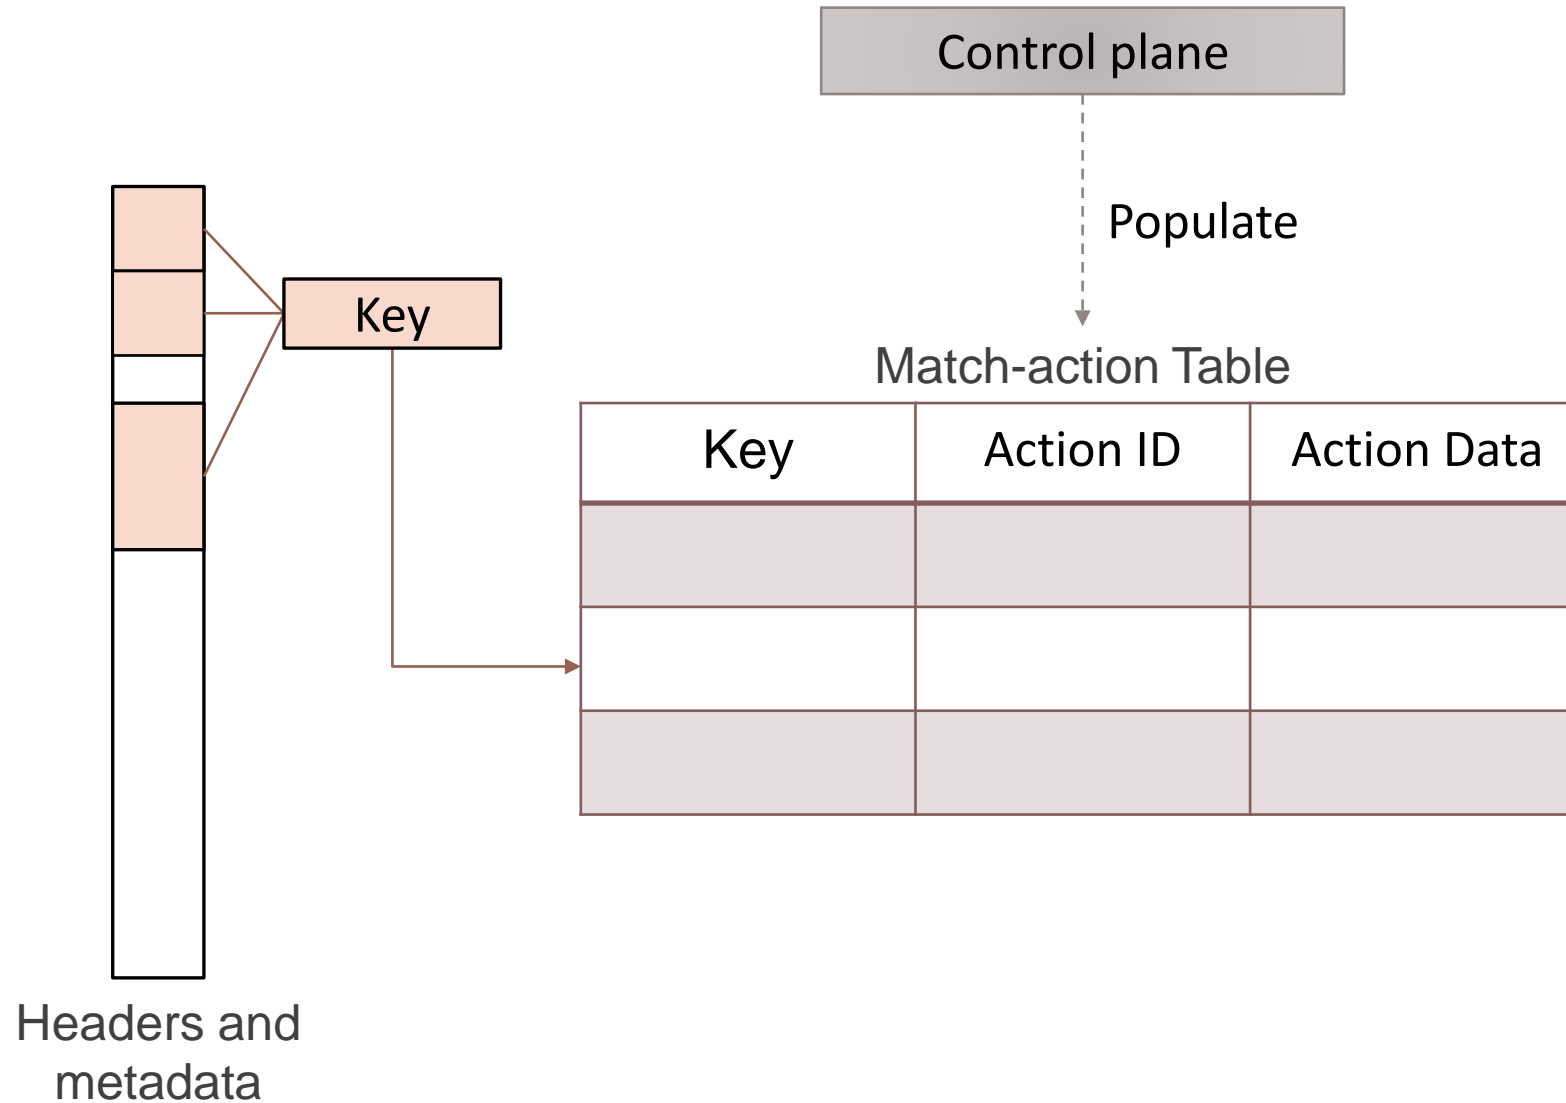 Control plane
Populate
Key
Match-action Table
Key
Action ID
Action Data
Headers and
metadata